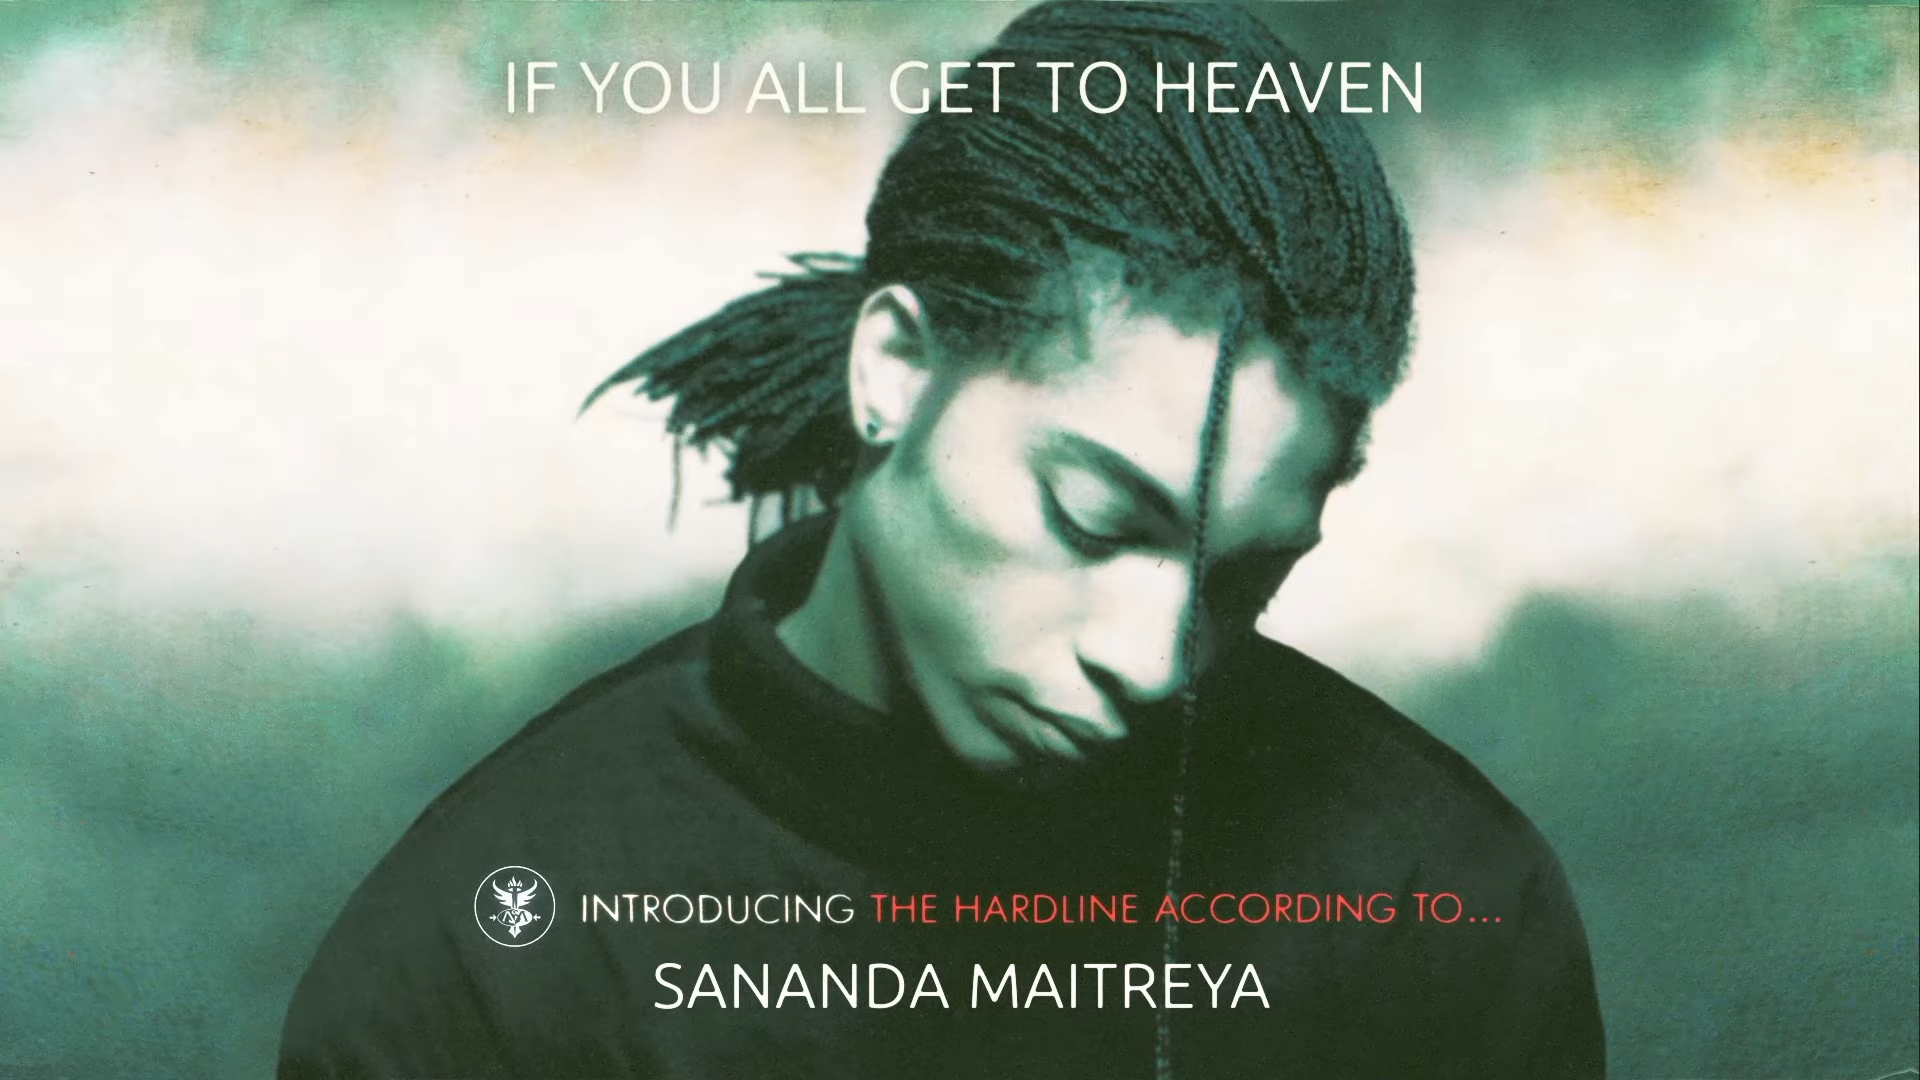 IF YOU ALL GET TO HEAVEN
INTRODUCING THE HARDLINE ACCORDING TO...
SANANDA MAITREYA